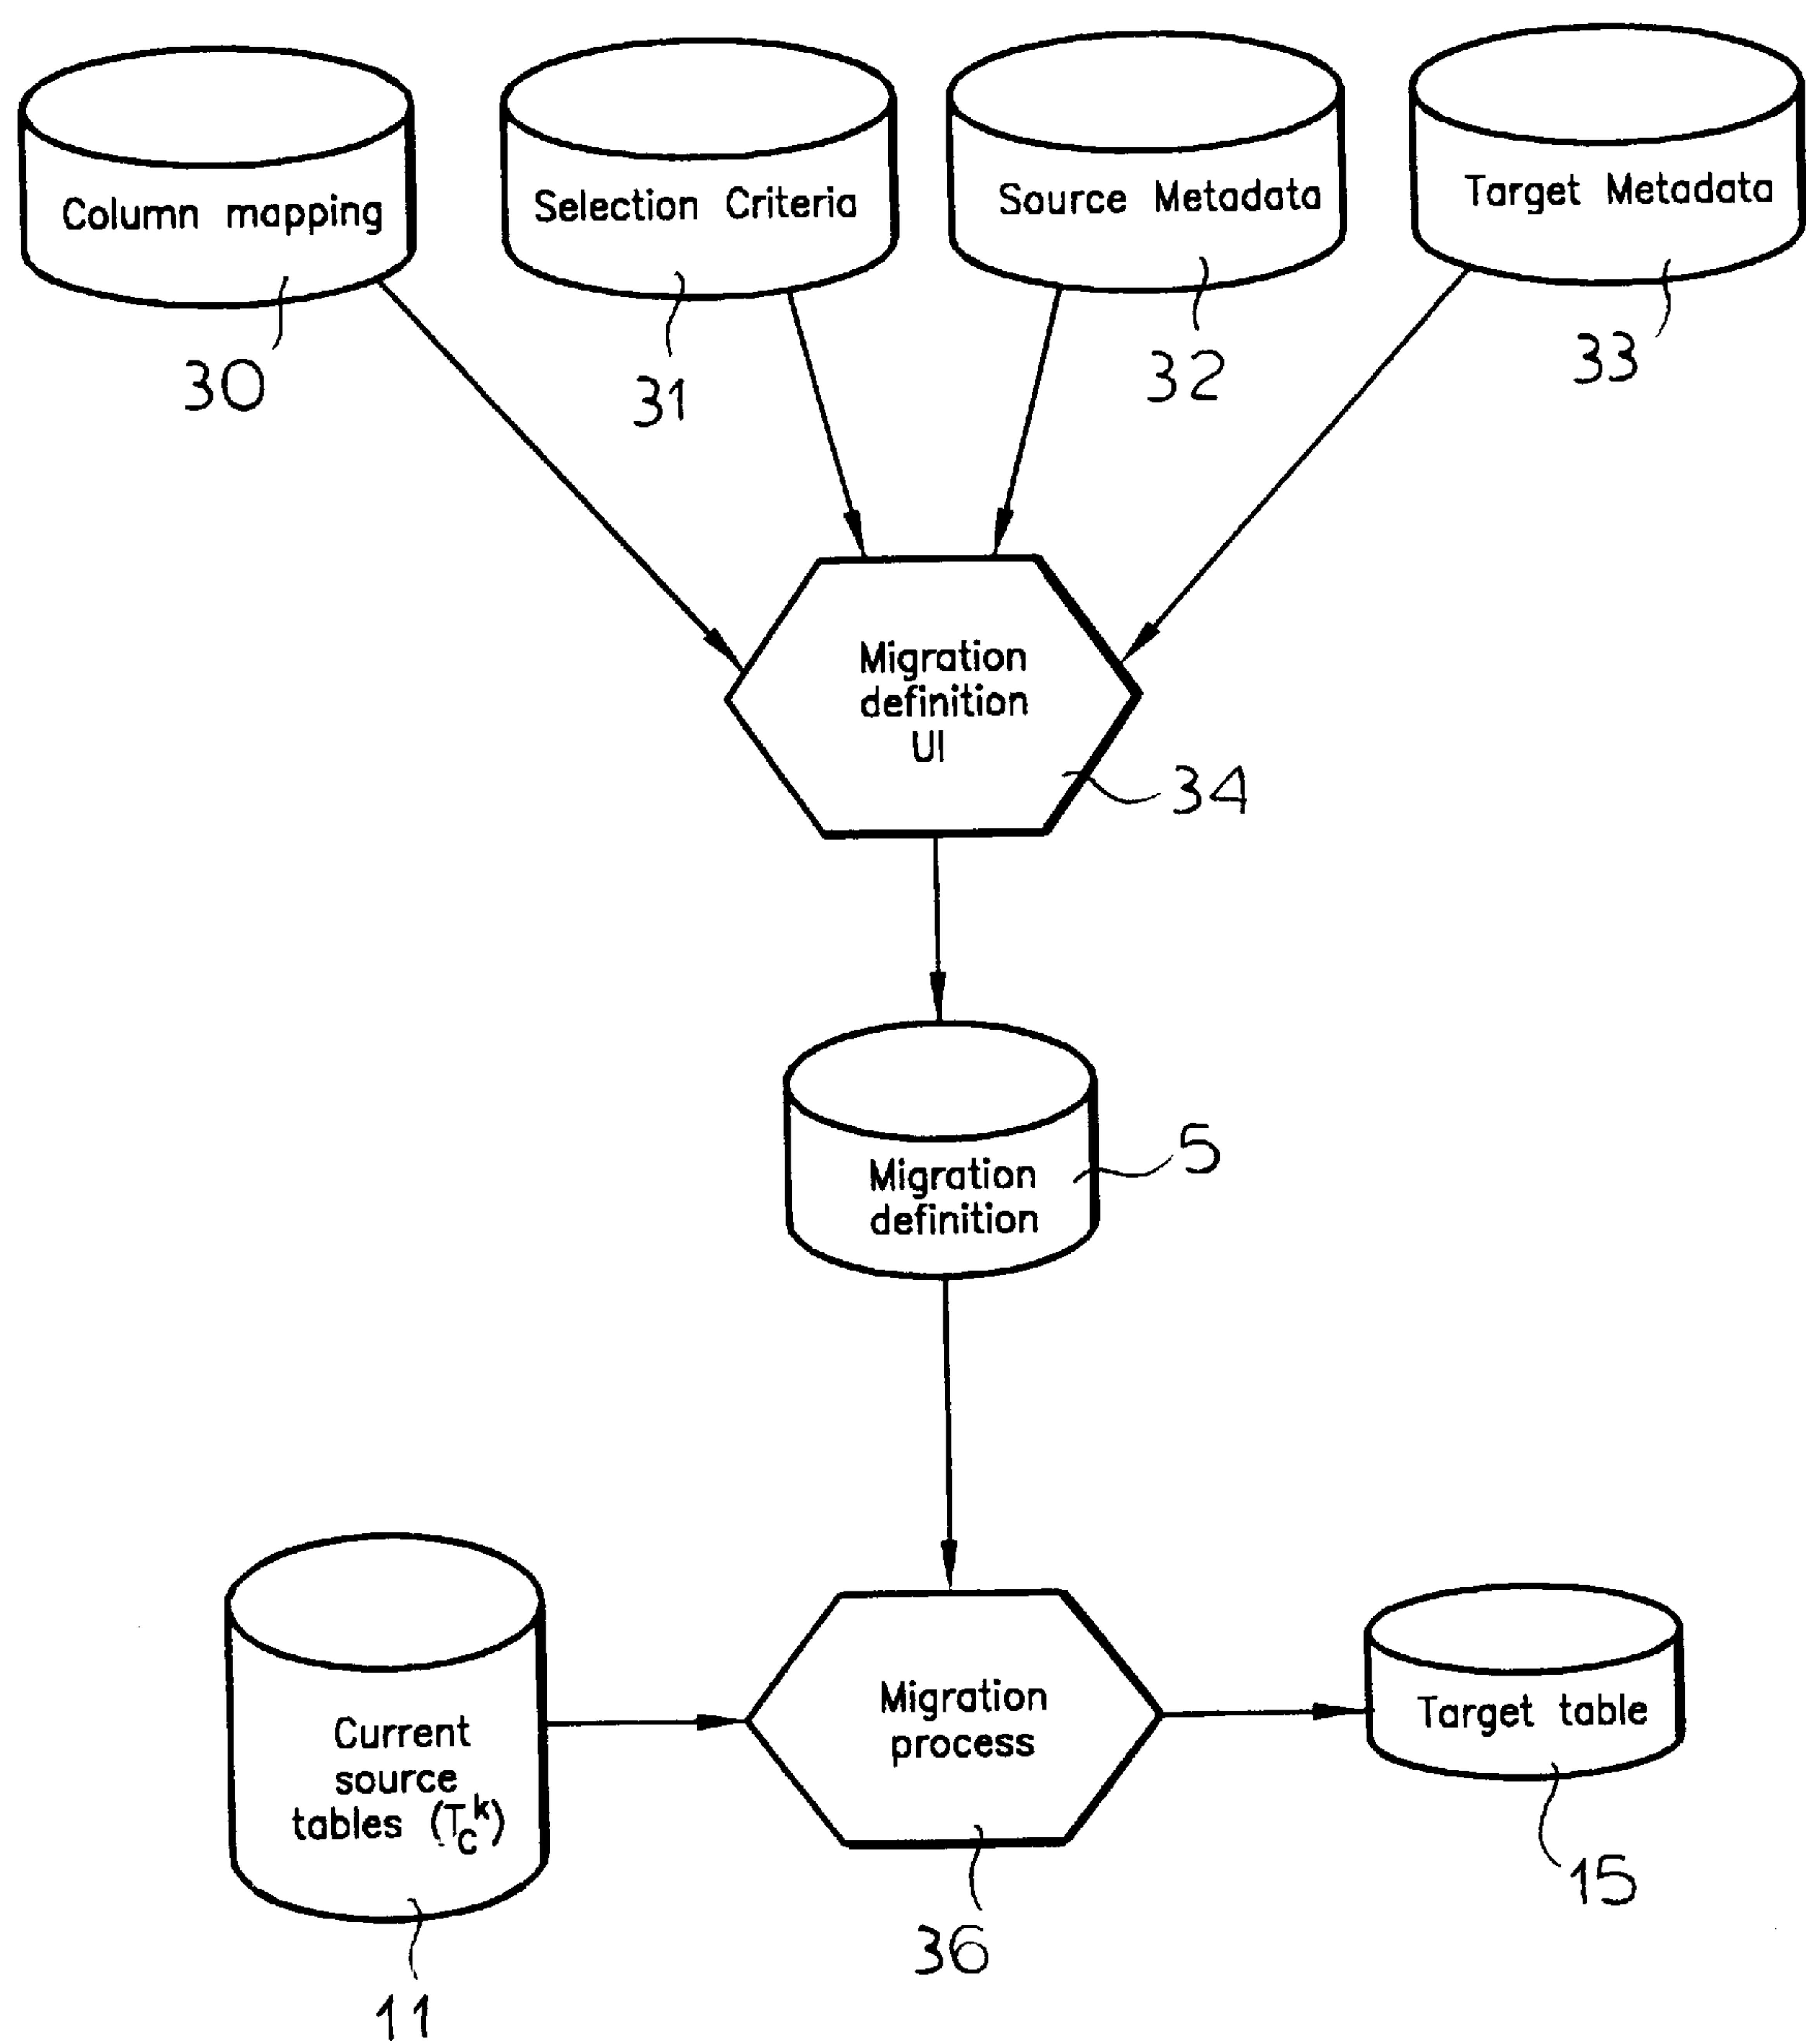 Column mapping
Selection Criteria
Source Metadata
Target Metadata
30
31
32
33
Migration
definition
UI
34
Migration
definition
5
Current
source
tables (T_C^k)
Migration
process
Target table
11
36
15